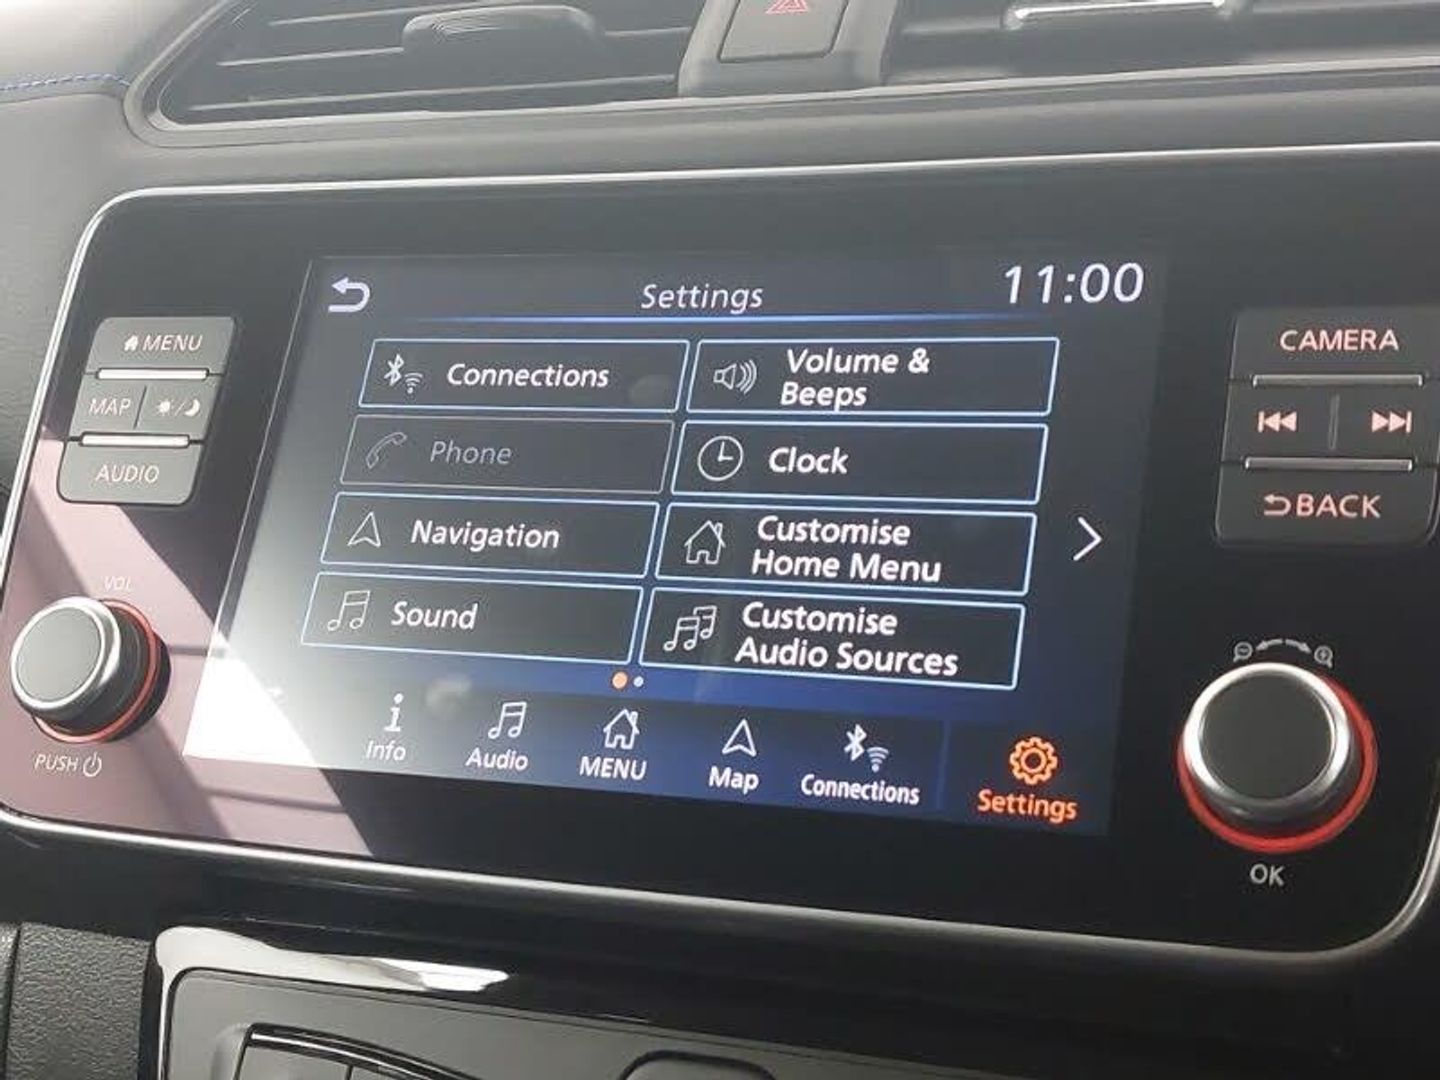 Settings
11:00
MENU
MAP
AUDIO
VOL
PUSH
Connections
Volume &
Beeps
Phone
Clock
Navigation
Customise
Home Menu
Sound
Customise
Audio Sources
Info
Audio
MENU
Map
Connections
Settings
CAMERA
BACK
OK